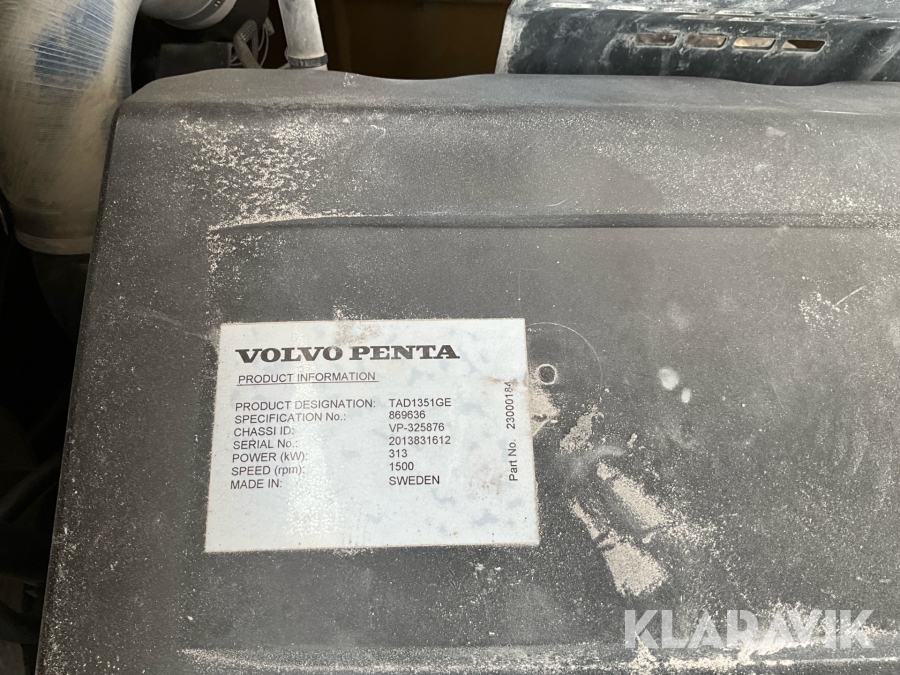 VOLVO PENTA
PRODUCT INFORMATION
PRODUCT DESIGNATION: TAD1351GE
SPECIFICATION No.: 869636
CHASSI ID: VP-325876
SERIAL No.: 2013831612
POWER (kW): 313
SPEED (rpm): 1500
MADE IN: SWEDEN
Part No. 23000184
KLARAVIK